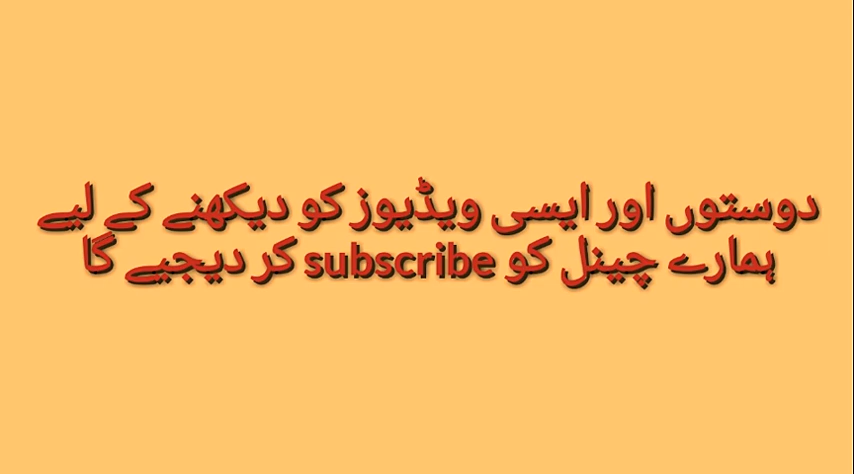 دوستوں اور ایسی ویڈیوز کو دیکھنے کے لیے
ہمارے چینل کو subscribe کر دیجیے گا